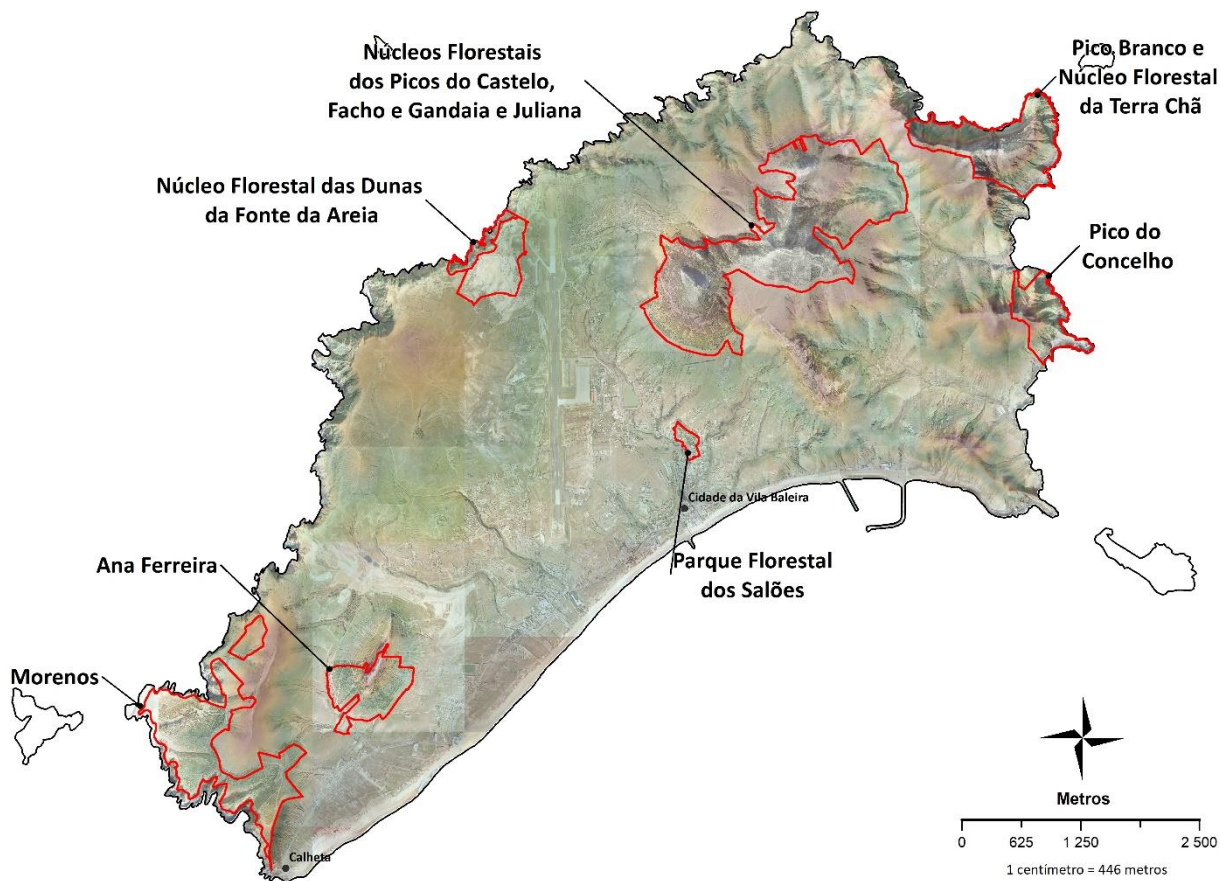 Núcleos Florestais
dos Picos do Castelo,
Facho e Gandaia e Juliana
Pico Branco e
Núcleo Florestal
da Terra Chã
Núcleo Florestal das Dunas
da Fonte da Areia
Pico do
Concelho
Cidade da Vila Baleira
Parque Florestal
dos Salões
Ana Ferreira
Morenos
Calheta
Metros
0 625 1 250 2 500
1 centímetro = 446 metros